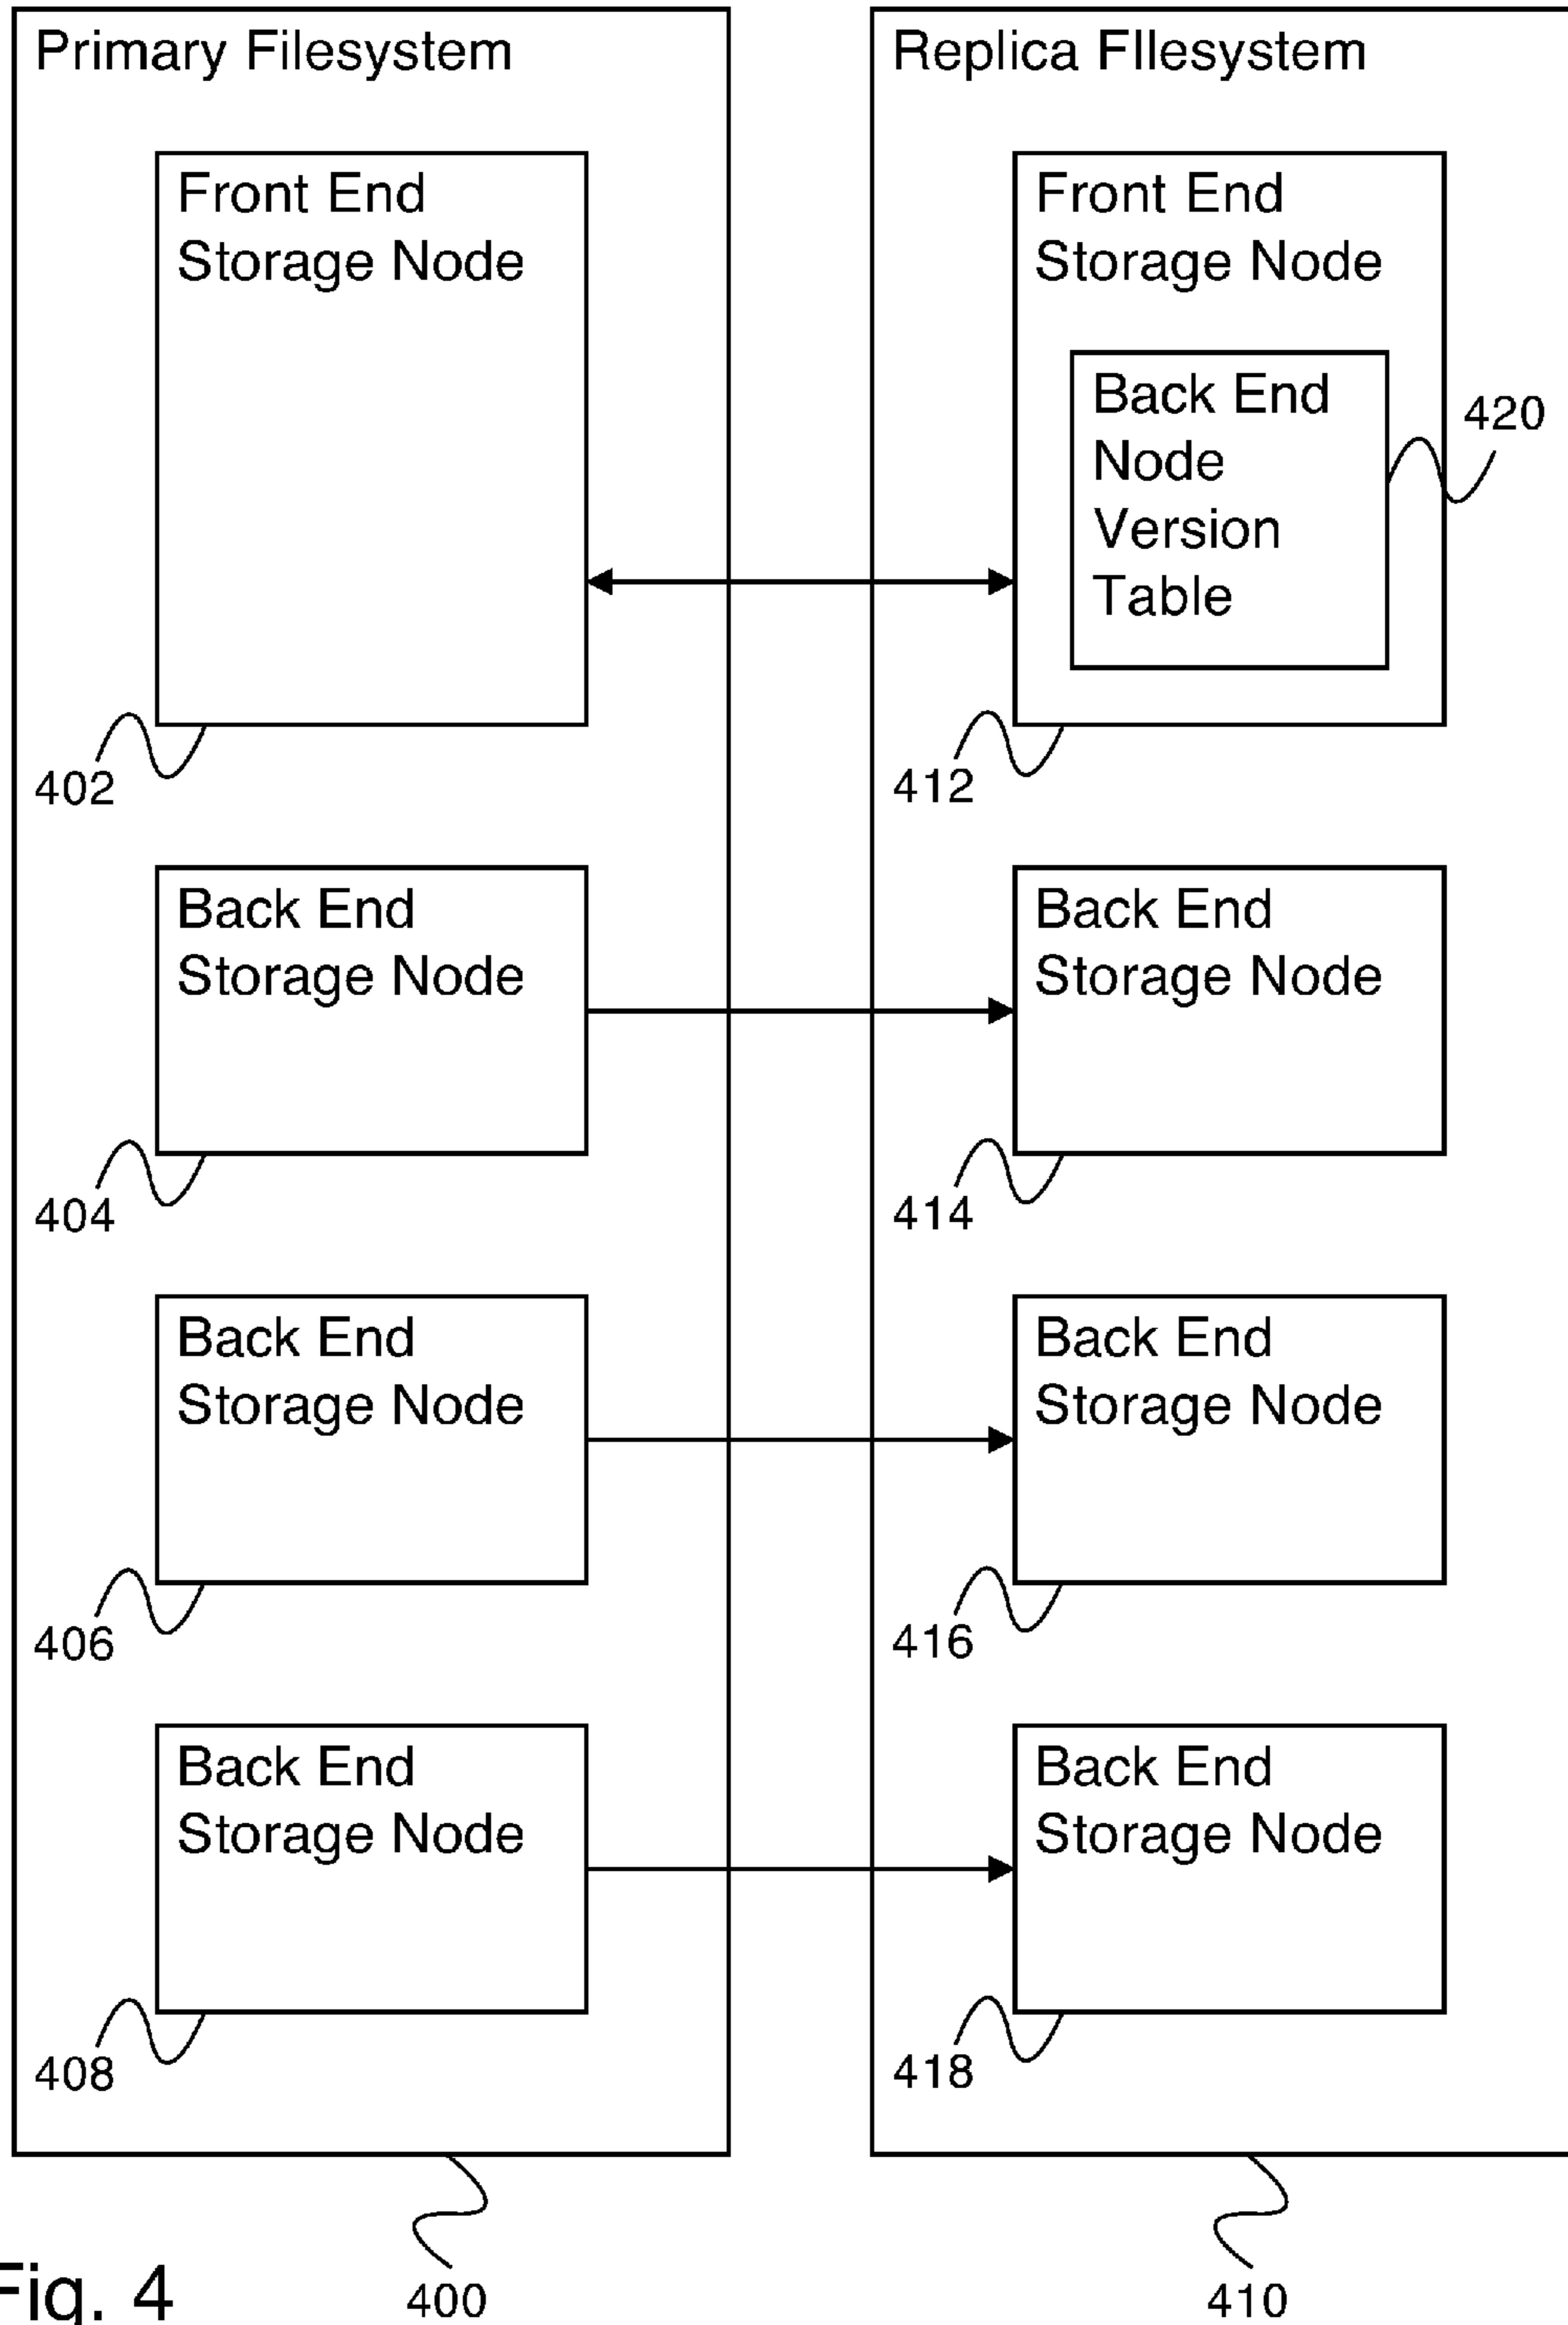 Primary Filesystem
Front End
Storage Node
402
Back End
Storage Node
404
Back End
Storage Node
406
Back End
Storage Node
408
400
Replica FIlesystem
Front End
Storage Node
Back End
Node
Version
Table
420
412
Back End
Storage Node
414
Back End
Storage Node
416
Back End
Storage Node
418
410
Fig. 4